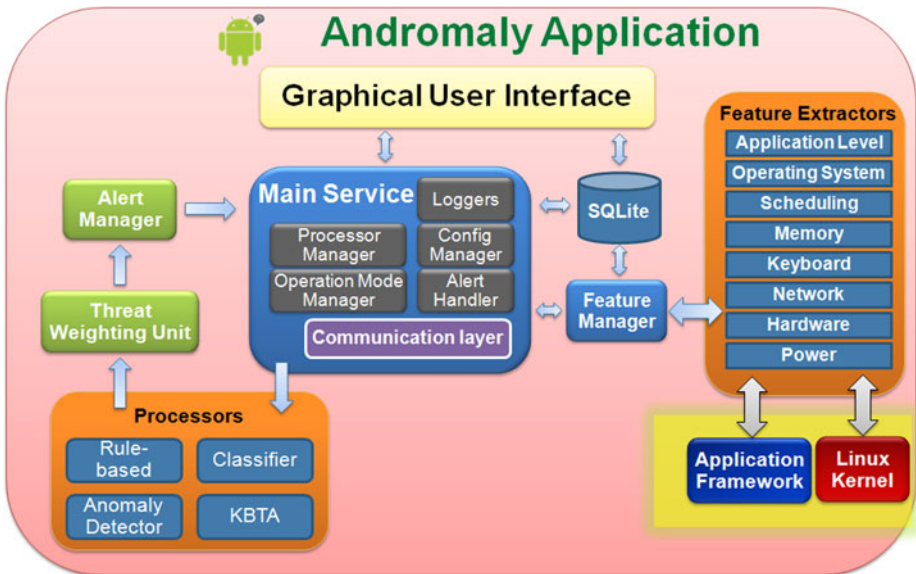 Andromaly Application
Graphical User Interface
Feature Extractors
Application Level
Operating System
Scheduling
Memory
Keyboard
Network
Hardware
Power
Main Service
Loggers
Processor
Manager
Config
Manager
Operation Mode
Manager
Alert
Handler
Communication layer
SQLite
Feature
Manager
Alert
Manager
Threat
Weighting Unit
Processors
Rule-
based
Classifier
Anomaly
Detector
KBTA
Application
Framework
Linux
Kernel